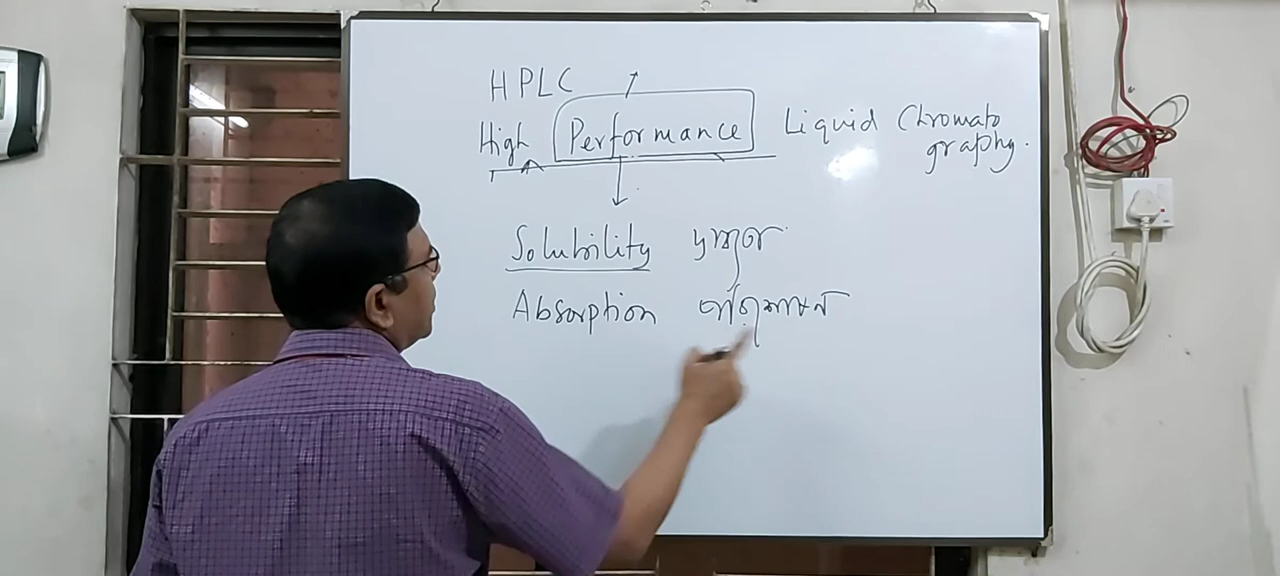 HPLC
High Performance Liquid Chromato
graphy.
Solubility
Absorption